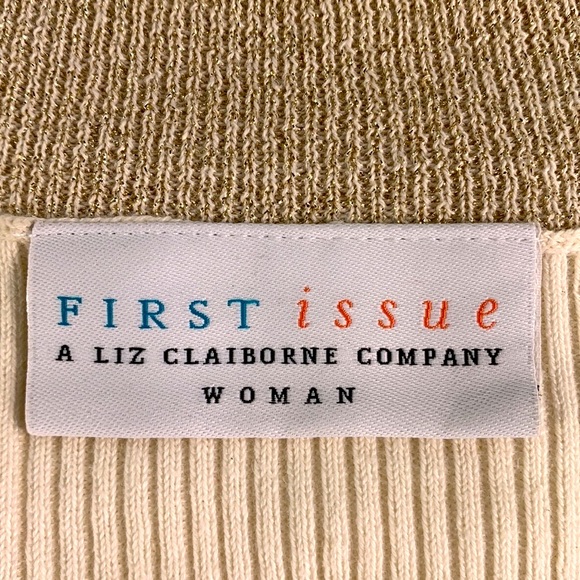 FIRST issue
A LIZ CLAIBORNE COMPANY
WOMAN